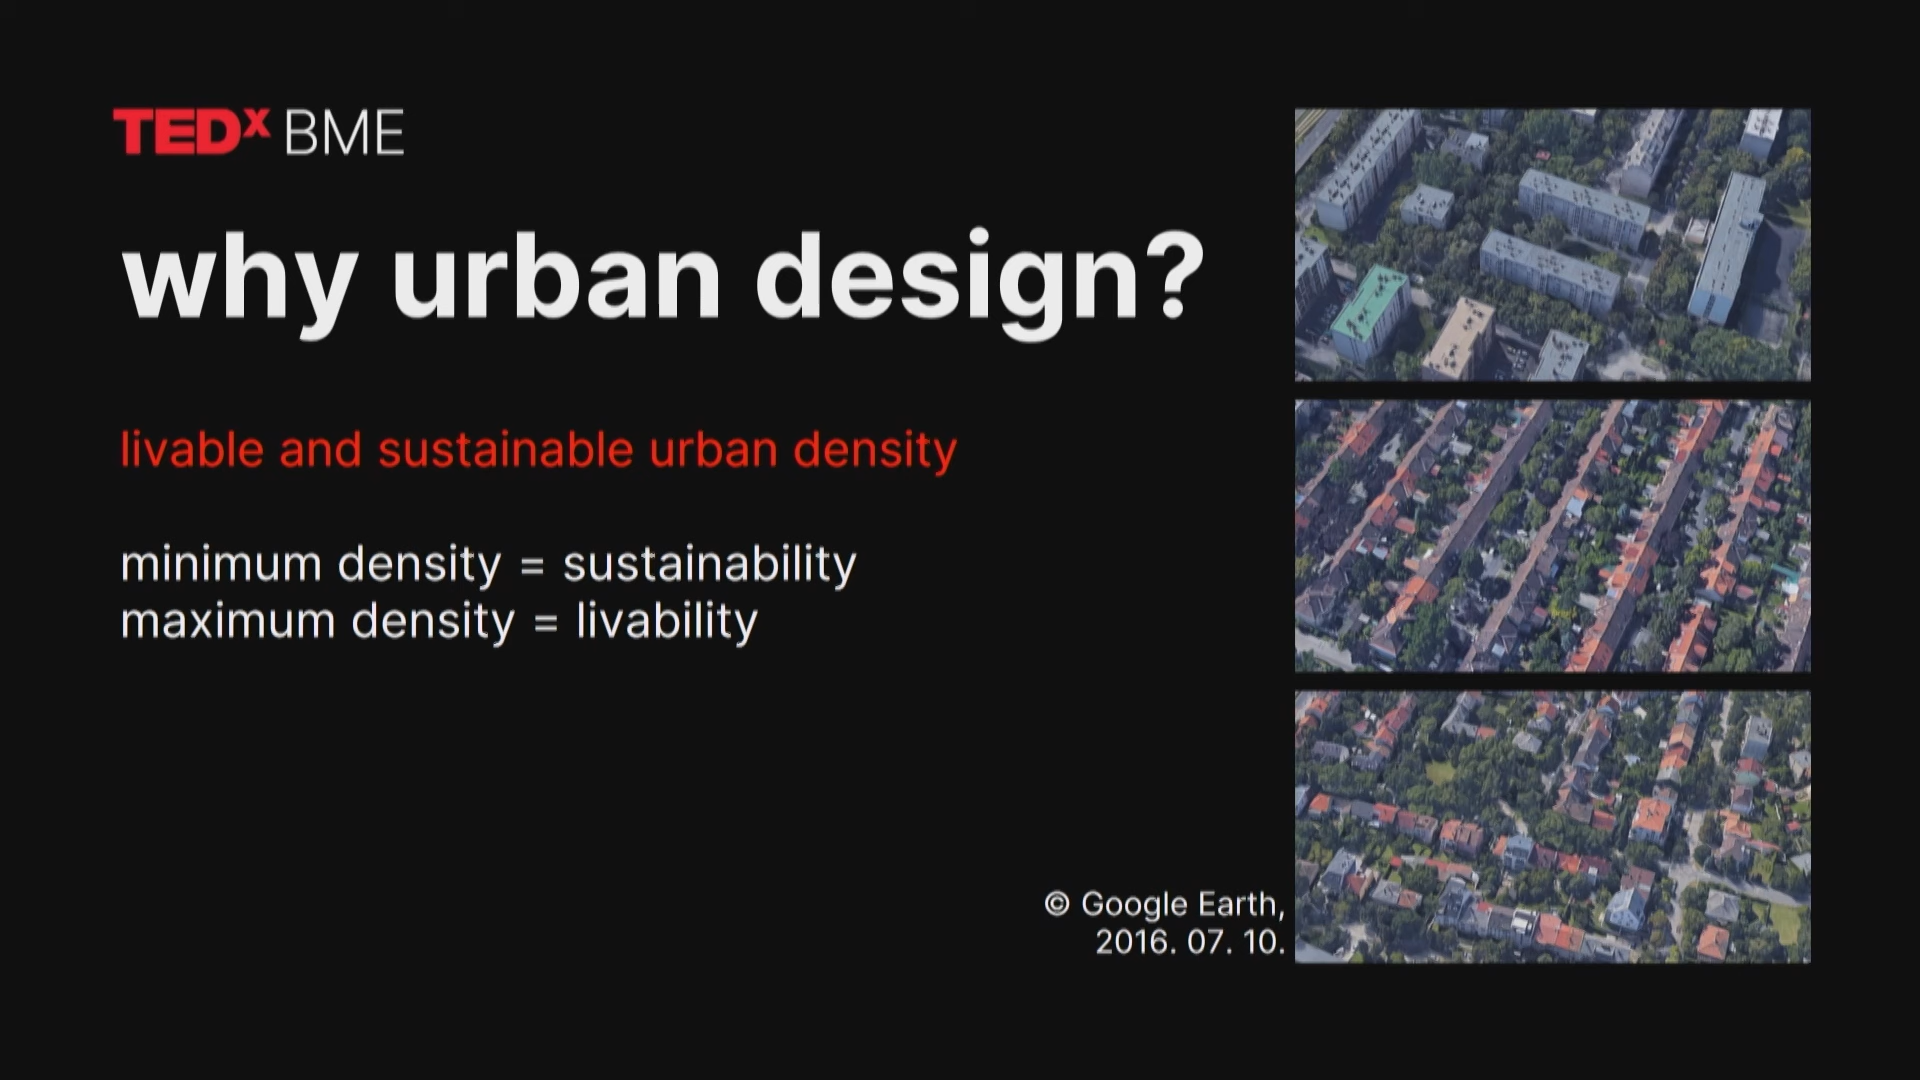 TEDx BME
why urban design?
livable and sustainable urban density
minimum density = sustainability
maximum density = livability
© Google Earth,
2016. 07. 10.